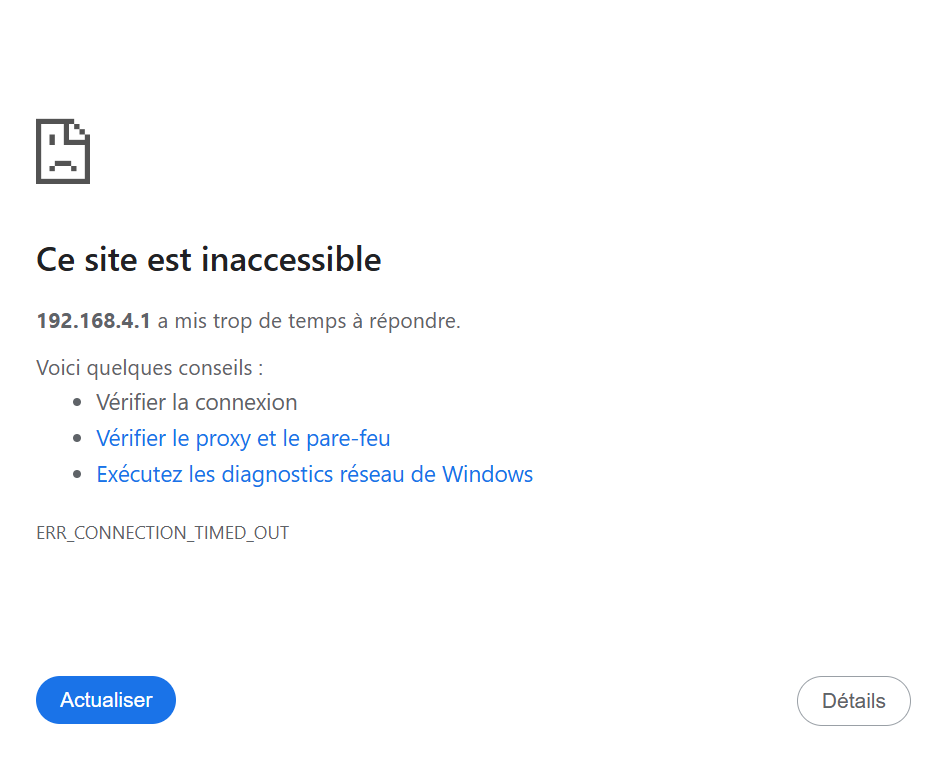 Ce site est inaccessible
192.168.4.1 a mis trop de temps à répondre.
Voici quelques conseils :
Vérifier la connexion
Vérifier le proxy et le pare-feu
Exécutez les diagnostics réseau de Windows
ERR_CONNECTION_TIMED_OUT
Actualiser
Détails